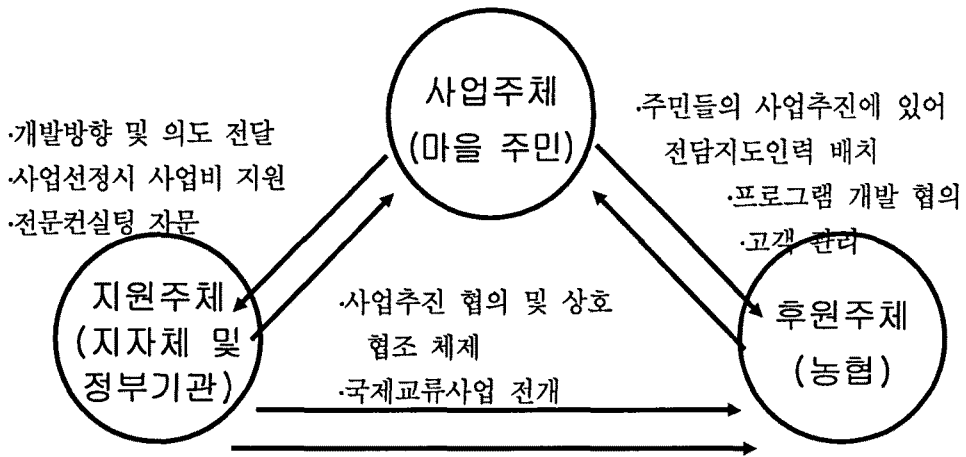 사업주체
(마을 주민)
·개발방향 및 의도 전달
·사업선정시 사업비 지원
·전문컨실팅 자문
·주민들의 사업추진에 있어
전담지도인력 배치
·프로그램 개발 협의
·고객 관리
지원주체
(지자체 및
정부기관)
·사업추진 협의 및 상호
협조 체제
·국제교류사업 전개
후원주체
(농협)